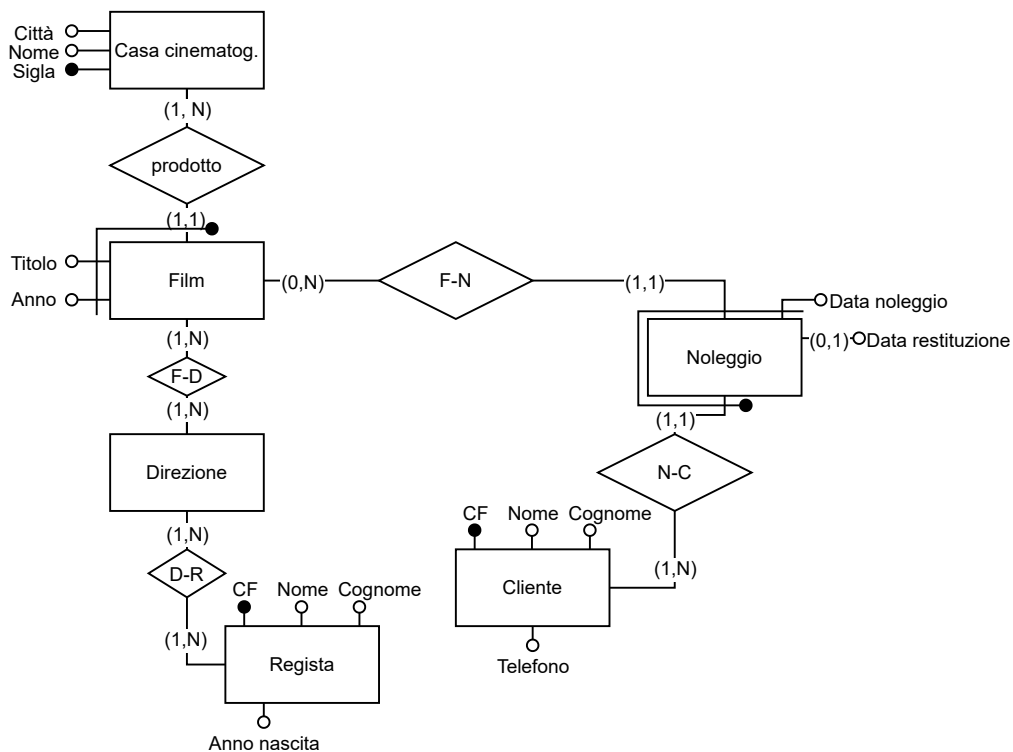 Città
Nome
Sigla
Casa cinematog.
(1, N)
prodotto
(1,1)
Titolo
Anno
Film
(0,N)
F-N
(1,1)
Data noleggio
(0,1)
Data restituzione
Noleggio
(1,N)
F-D
(1,N)
(1,1)
Direzione
N-C
(1,N)
CF
Nome
Cognome
D-R
(1,N)
Cliente
CF
Nome
Cognome
(1,N)
Regista
Telefono
Anno nascita